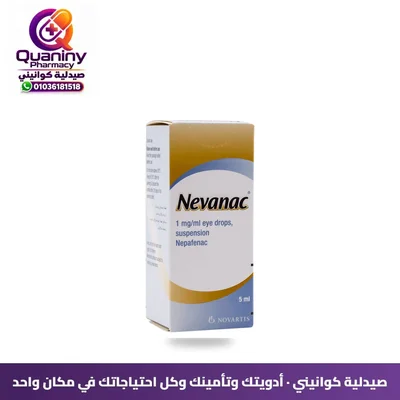 Quaniny
Pharmacy
صيدلية كوانيني
01036181518
Nevanac®
1 mg/ml eye drops,
suspension
Nepafenac
5 ml
NOVARTIS
صيدلية كوانيني - أدويتك وتأمينك وكل احتياجاتك في مكان واحد